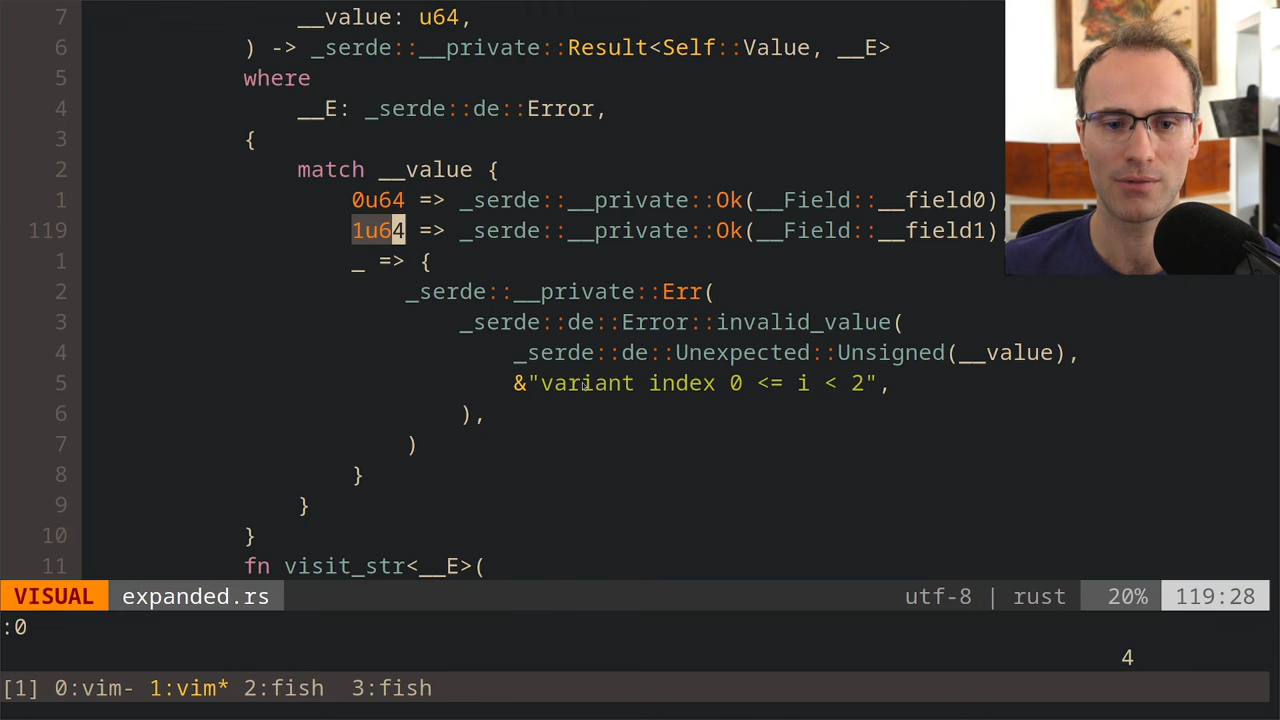 7 __value: u64,
6 ) -> _serde::__private::Result<Self::Value, __E>
5 where
4 __E: _serde::de::Error,
3 {
2 match __value {
1 0u64 => _serde::__private::Ok(__Field::__field0),
119 1u64 => _serde::__private::Ok(__Field::__field1)
1 _ => {
2 _serde::__private::Err(
3 _serde::de::Error::invalid_value(
4 _serde::de::Unexpected::Unsigned(__value),
5 &"variant index 0 <= i < 2",
6 ),
7 )
8 }
9 }
10 }
11 fn visit_str<__E>(
VISUAL expanded.rs utf-8 | rust 20% 119:28
:0
4
[1] 0:vim- 1:vim* 2:fish 3:fish